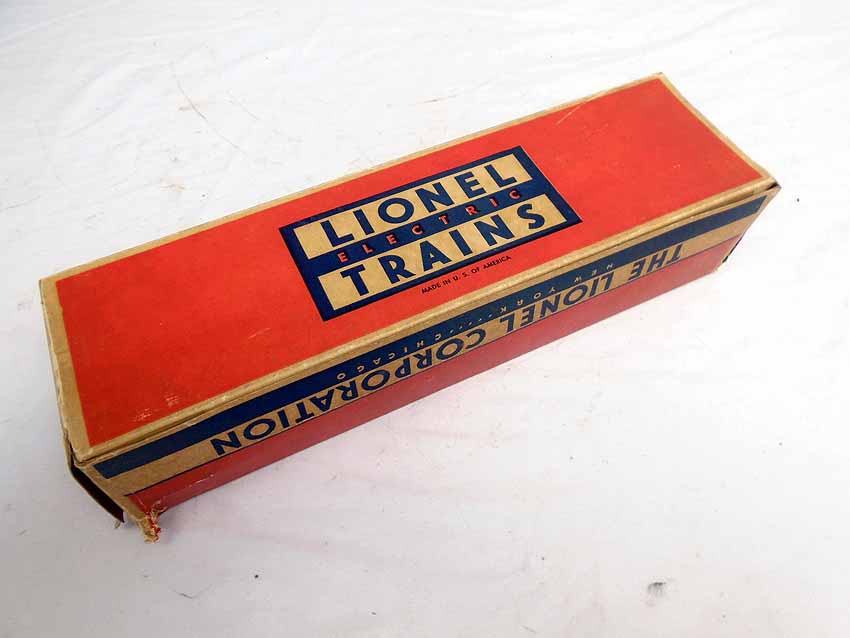 LIONEL
ELECTRIC
TRAINS
MADE IN U. S. OF AMERICA
THE LIONEL CORPORATION
NEW YORK.....CHICAGO